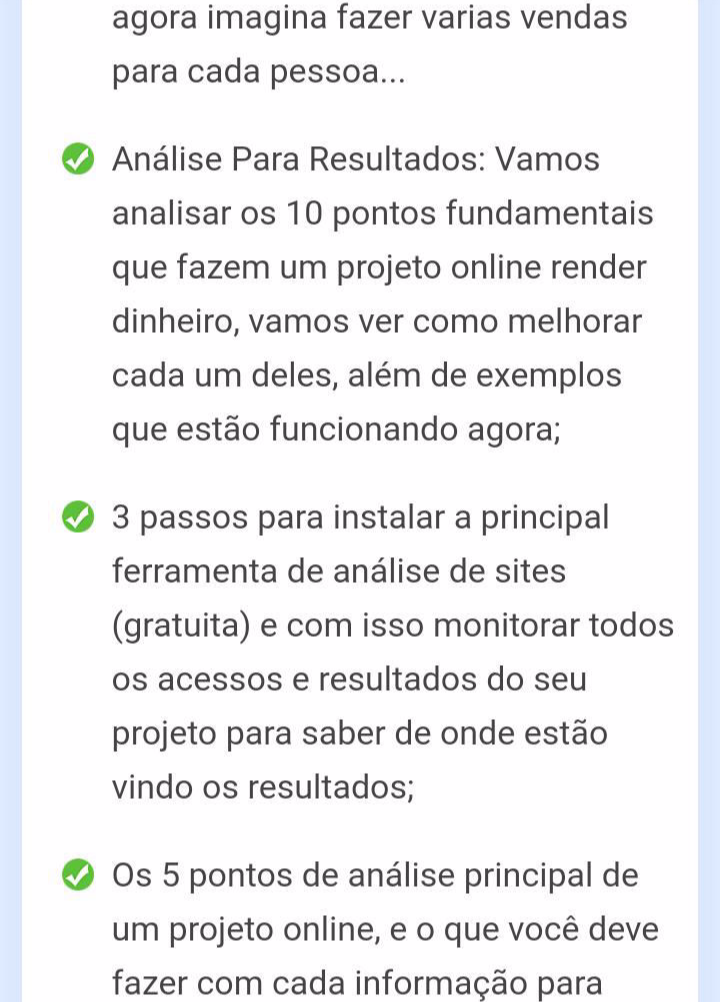 agora imagina fazer varias vendas
para cada pessoa...
Análise Para Resultados: Vamos
analisar os 10 pontos fundamentais
que fazem um projeto online render
dinheiro, vamos ver como melhorar
cada um deles, além de exemplos
que estão funcionando agora;
3 passos para instalar a principal
ferramenta de análise de sites
(gratuita) e com isso monitorar todos
os acessos e resultados do seu
projeto para saber de onde estão
vindo os resultados;
Os 5 pontos de análise principal de
um projeto online, e o que você deve
fazer com cada informação para